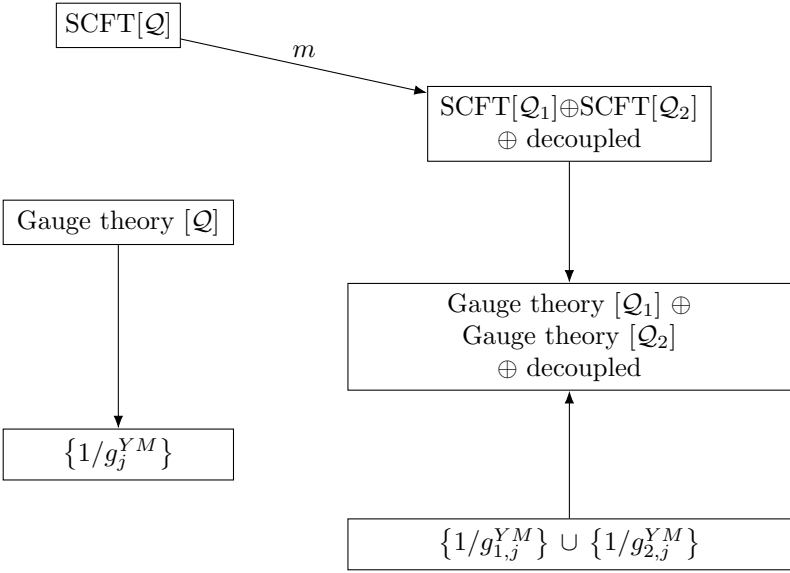 SCFT[𝒬]
m
SCFT[𝒬₁]⊕SCFT[𝒬₂]
⊕ decoupled
Gauge theory [𝒬]
Gauge theory [𝒬₁] ⊕
Gauge theory [𝒬₂]
⊕ decoupled
{1/g_j^{YM}}
{1/g_{1,j}^{YM}} ∪ {1/g_{2,j}^{YM}}